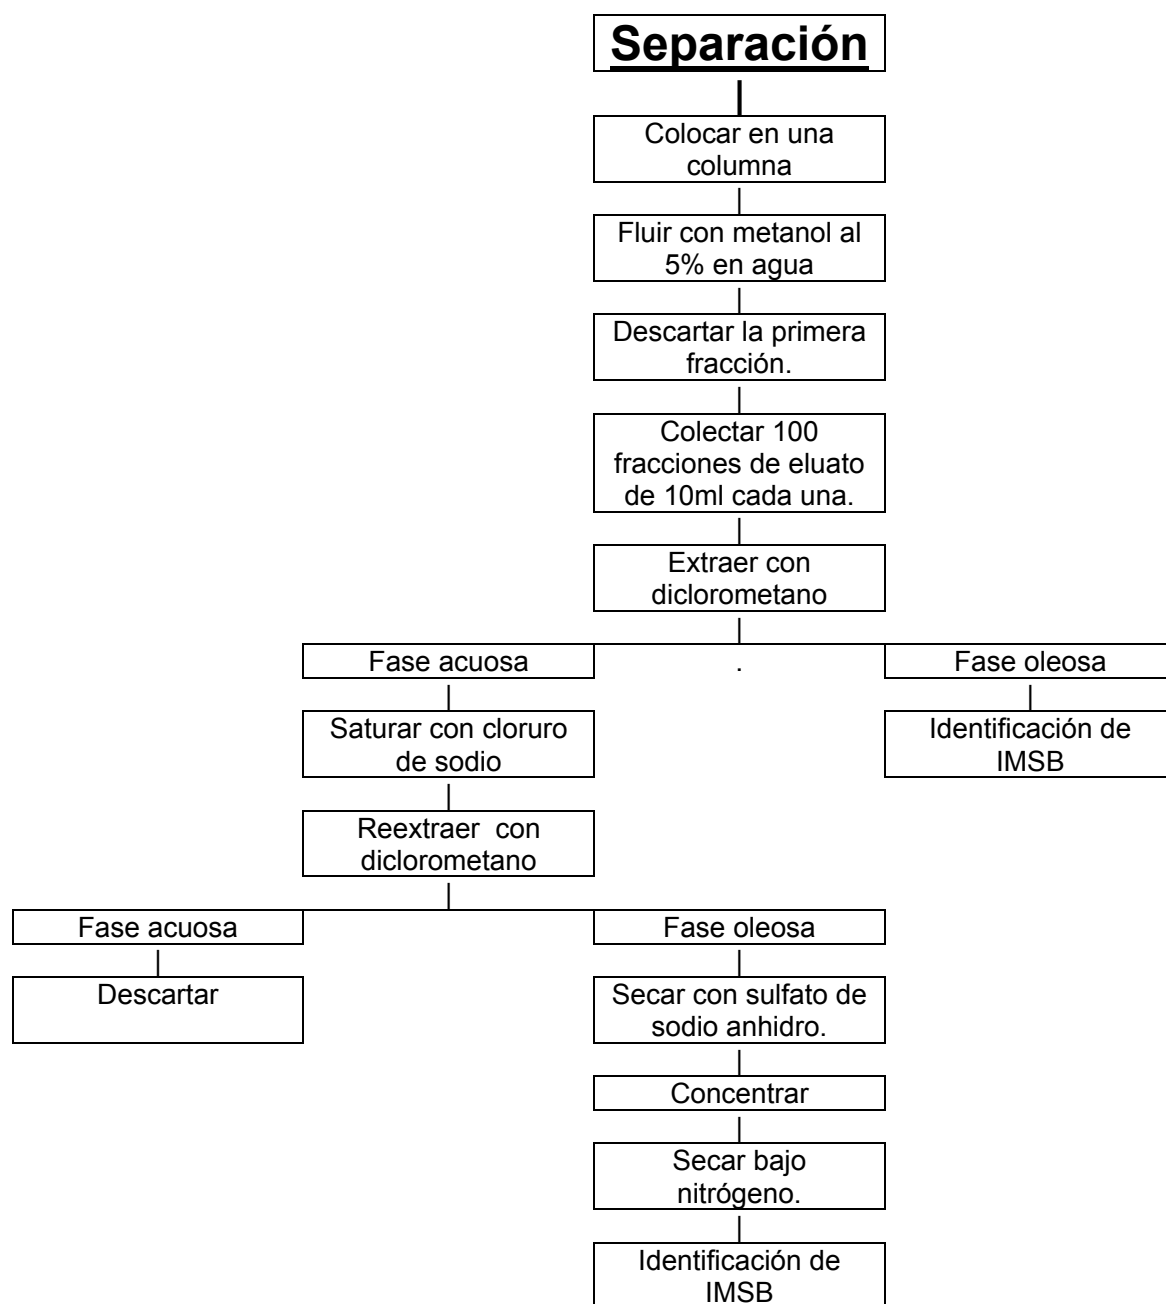 Separación
Colocar en una
columna
Fluir con metanol al
5% en agua
Descartar la primera
fracción.
Colectar 100
fracciones de eluato
de 10ml cada una.
Extraer con
diclorometano
Fase acuosa
.
Fase oleosa
Saturar con cloruro
de sodio
Identificación de
IMSB
Reextraer  con
diclorometano
Fase acuosa
Fase oleosa
Descartar
Secar con sulfato de
sodio anhidro.
Concentrar
Secar bajo
nitrógeno.
Identificación de
IMSB